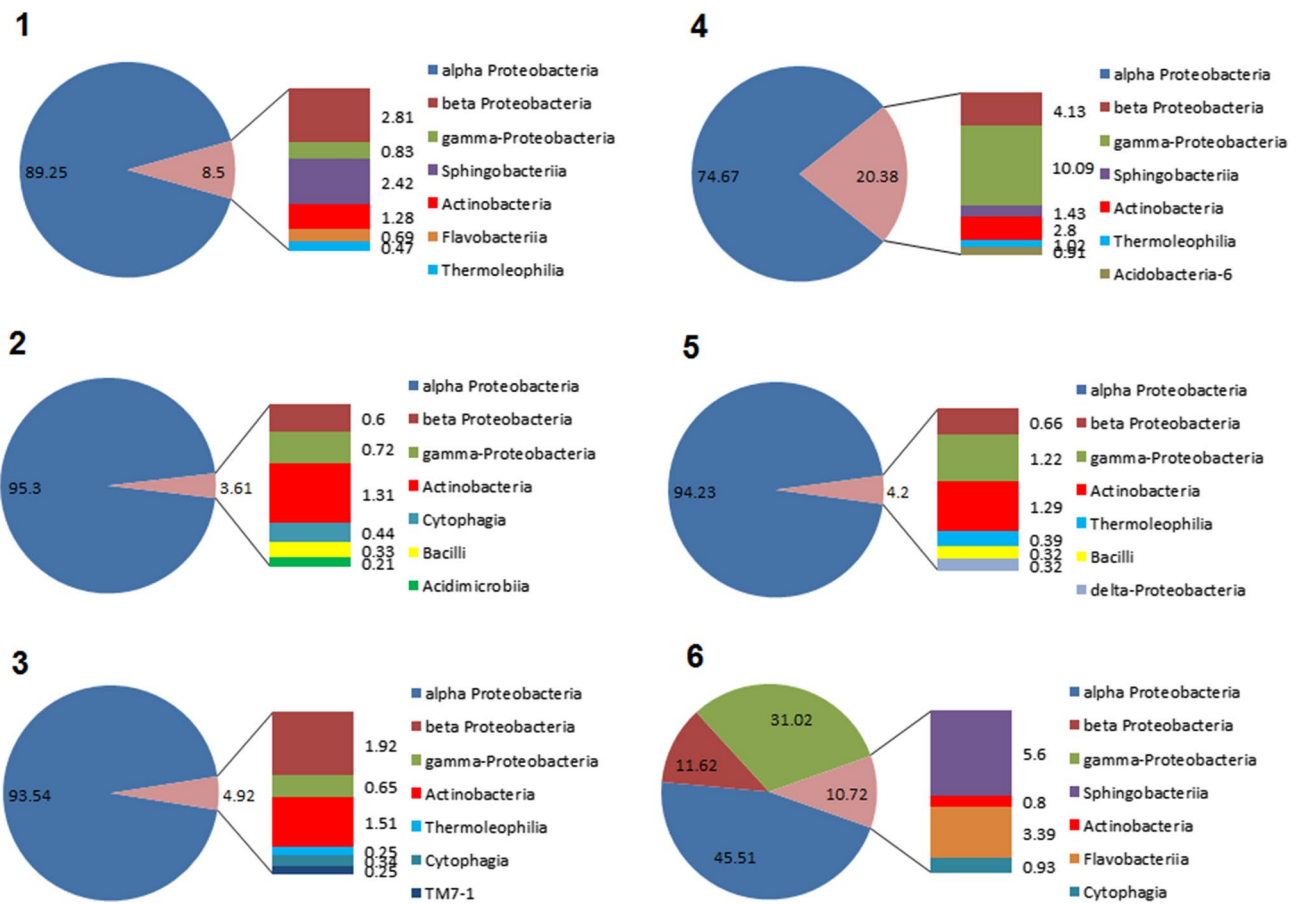 1
89.25
8.5
2.81
0.83
2.42
1.28
0.69
0.47
alpha Proteobacteria
beta Proteobacteria
gamma-Proteobacteria
Sphingobacteriia
Actinobacteria
Flavobacteriia
Thermoleophilia
4
74.67
20.38
4.13
10.09
1.43
2.8
1.02
0.91
alpha Proteobacteria
beta Proteobacteria
gamma-Proteobacteria
Sphingobacteriia
Actinobacteria
Thermoleophilia
Acidobacteria-6
2
95.3
3.61
0.6
0.72
1.31
0.44
0.33
0.21
alpha Proteobacteria
beta Proteobacteria
gamma-Proteobacteria
Actinobacteria
Cytophagia
Bacilli
Acidimicrobiia
5
94.23
4.2
0.66
1.22
1.29
0.39
0.32
0.32
alpha Proteobacteria
beta Proteobacteria
gamma-Proteobacteria
Actinobacteria
Thermoleophilia
Bacilli
delta-Proteobacteria
3
93.54
4.92
1.92
0.65
1.51
0.25
0.34
0.25
alpha Proteobacteria
beta Proteobacteria
gamma-Proteobacteria
Actinobacteria
Thermoleophilia
Cytophagia
TM7-1
6
31.02
11.62
10.72
45.51
5.6
0.8
3.39
0.93
alpha Proteobacteria
beta Proteobacteria
gamma-Proteobacteria
Sphingobacteriia
Actinobacteria
Flavobacteriia
Cytophagia